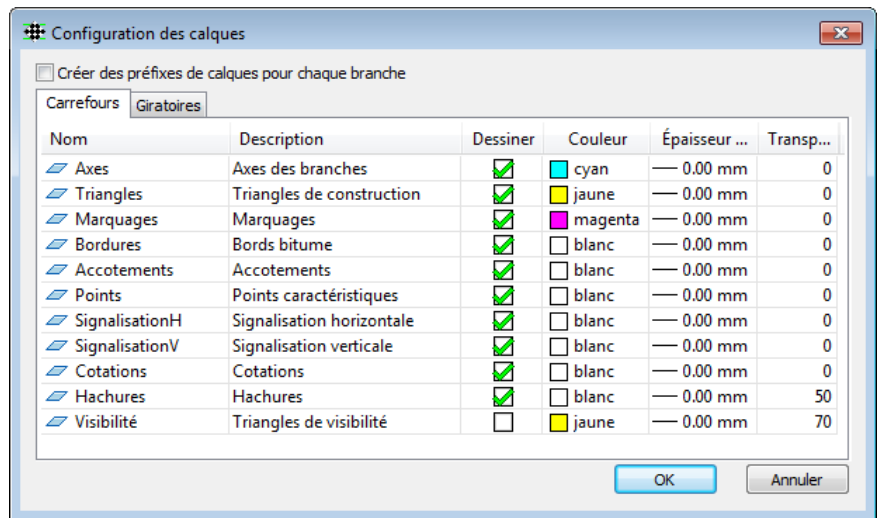 Configuration des calques
Créer des préfixes de calques pour chaque branche
Carrefours Giratoires
Nom Description Dessiner Couleur Épaisseur ... Transp...
Axes Axes des branches cyan 0.00 mm 0
Triangles Triangles de construction jaune 0.00 mm 0
Marquages Marquages magenta 0.00 mm 0
Bordures Bords bitume blanc 0.00 mm 0
Accotements Accotements blanc 0.00 mm 0
Points Points caractéristiques blanc 0.00 mm 0
SignalisationH Signalisation horizontale blanc 0.00 mm 0
SignalisationV Signalisation verticale blanc 0.00 mm 0
Cotations Cotations blanc 0.00 mm 0
Hachures Hachures blanc 0.00 mm 50
Visibilité Triangles de visibilité jaune 0.00 mm 70
OK Annuler